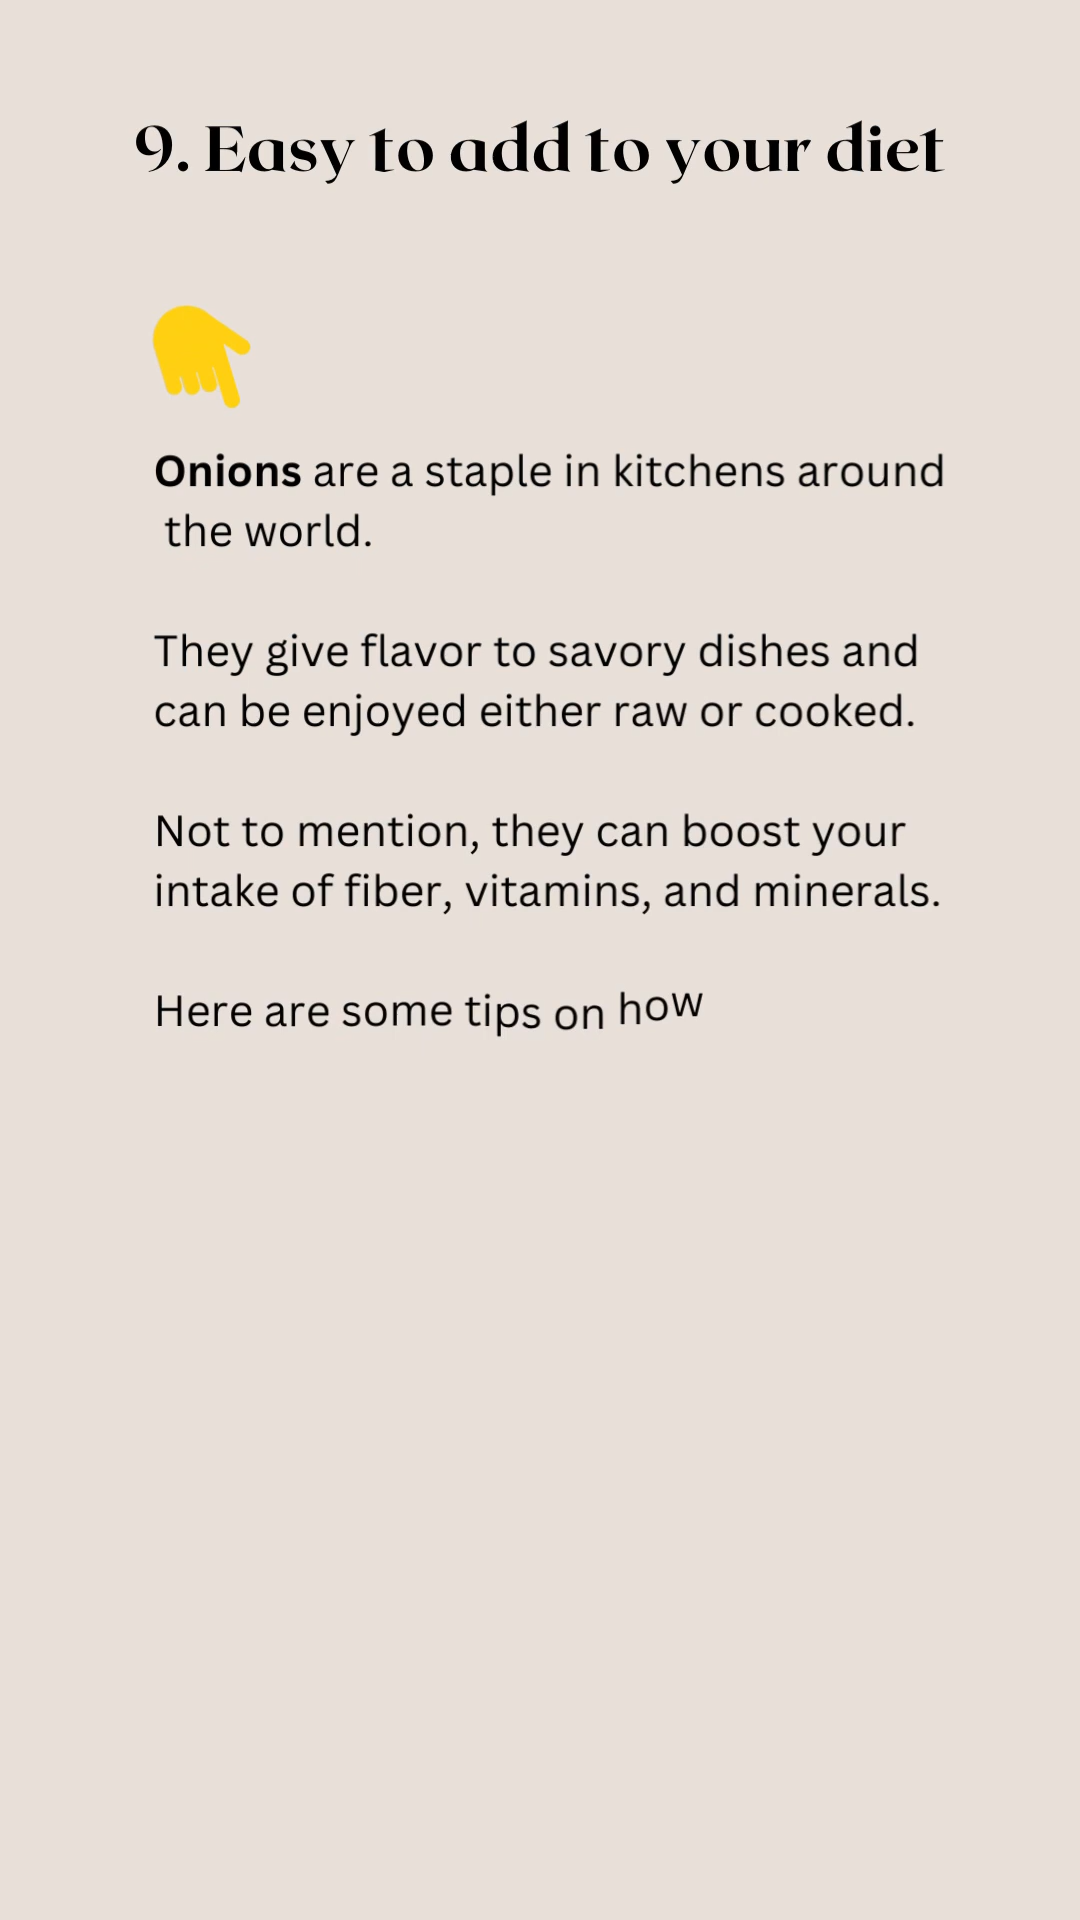 9. Easy to add to your diet
Onions are a staple in kitchens around
the world.
They give flavor to savory dishes and
can be enjoyed either raw or cooked.
Not to mention, they can boost your
intake of fiber, vitamins, and minerals.
Here are some tips on how